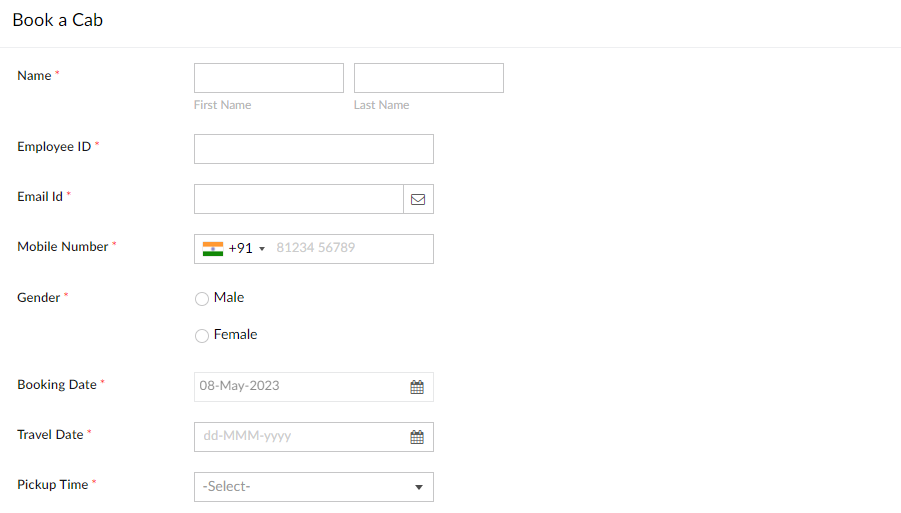 Book a Cab
Name *
First Name Last Name
Employee ID *
Email Id *
Mobile Number * +91 81234 56789
Gender * Male
Female
Booking Date * 08-May-2023
Travel Date * dd-MMM-yyyy
Pickup Time * -Select-